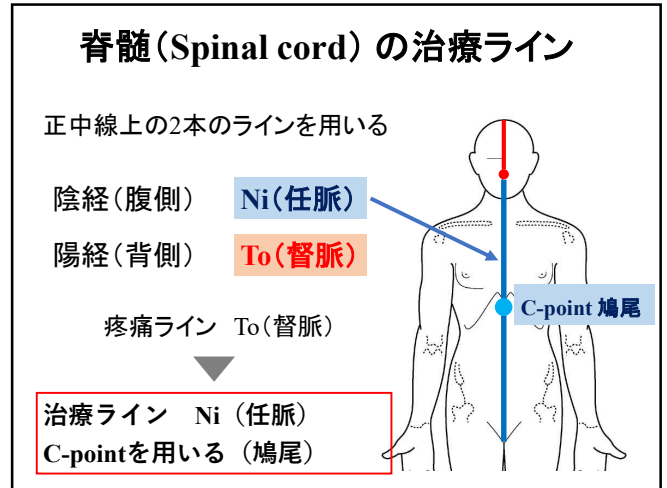 脊髄（Spinal cord）の治療ライン
正中線上の2本のラインを用いる
陰経（腹側） Ni（任脈）
陽経（背側） To（督脈）
C-point 鳩尾
疼痛ライン To（督脈）
治療ライン Ni（任脈）
C-pointを用いる（鳩尾）